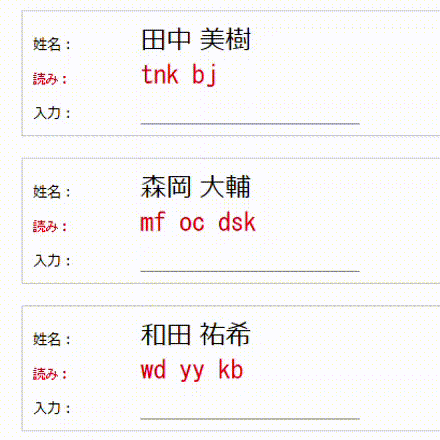 姓名： 田中 美樹
読み： tnk bj
入力：
姓名： 森岡 大輔
読み： mf oc dsk
入力：
姓名： 和田 祐希
読み： wd yy kb
入力：